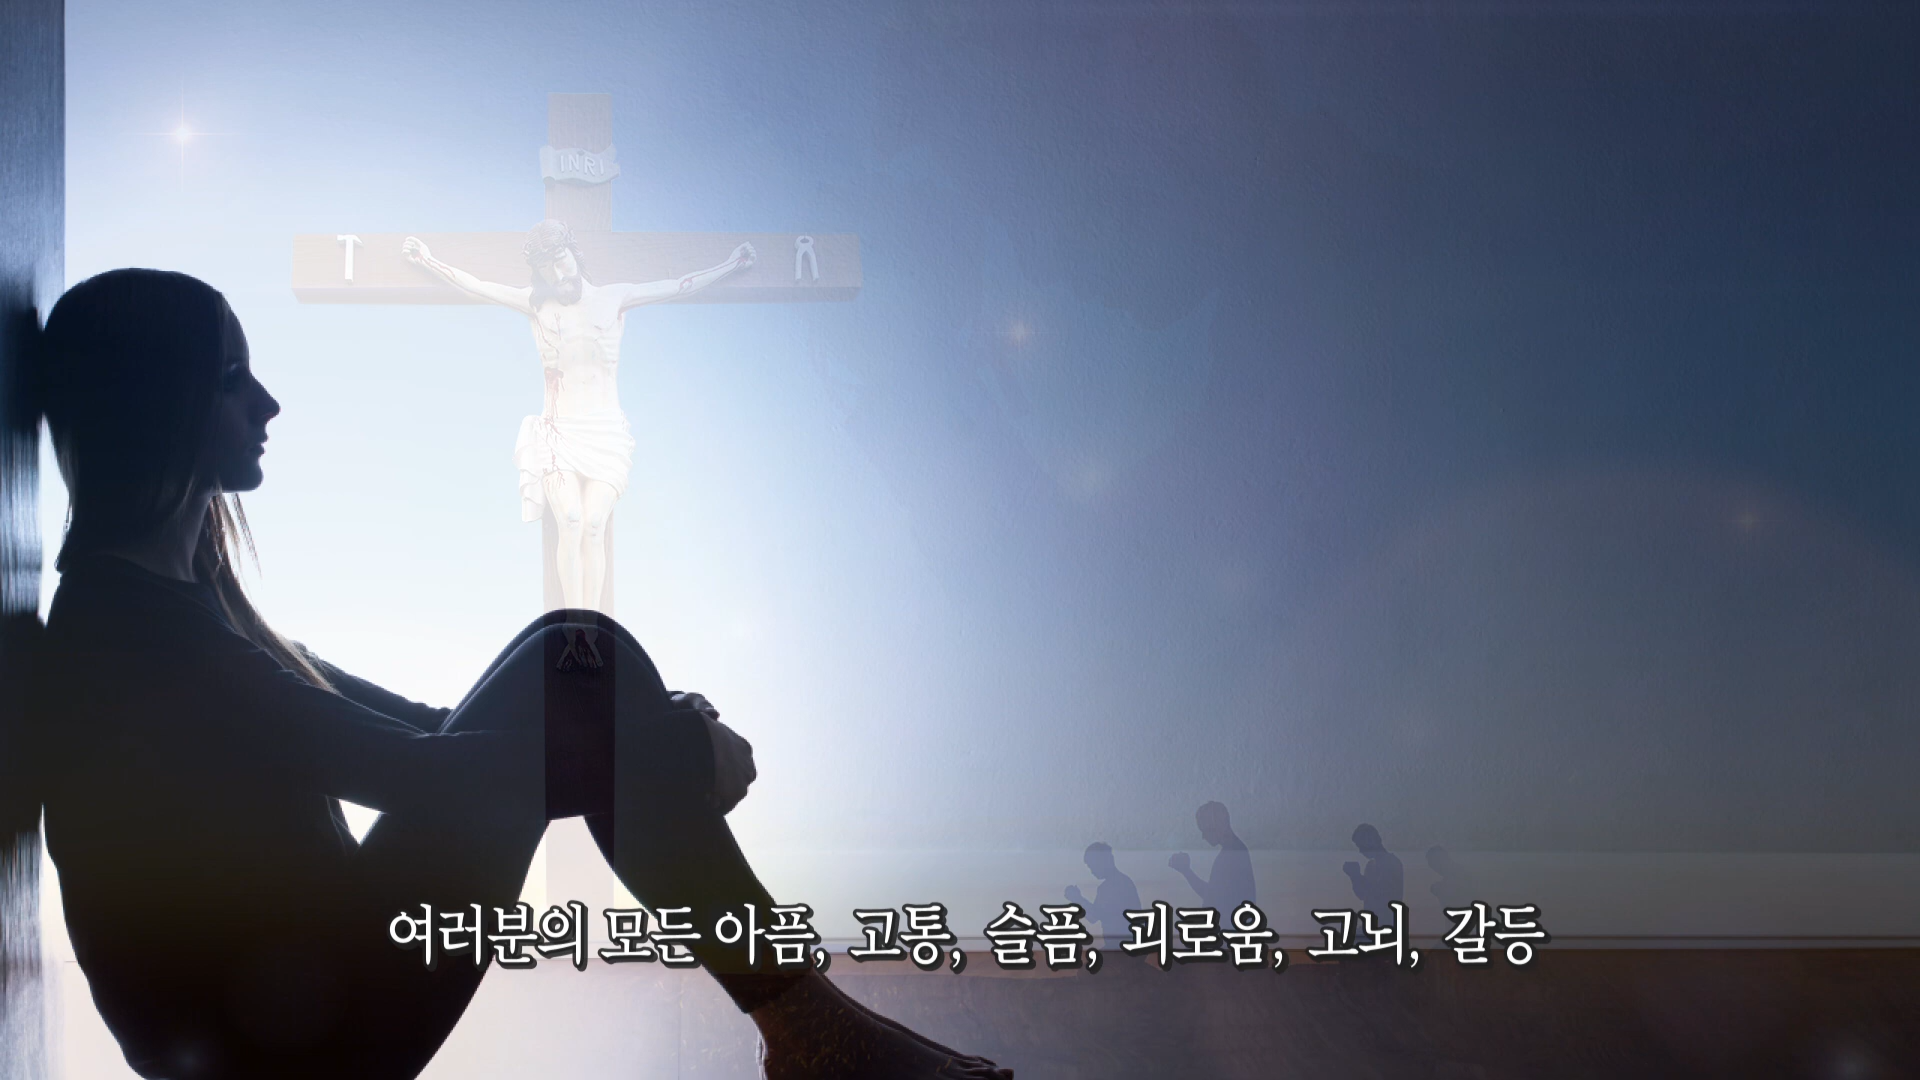 INRI
여러분의 모든 아픔, 고통, 슬픔, 괴로움, 고뇌, 갈등